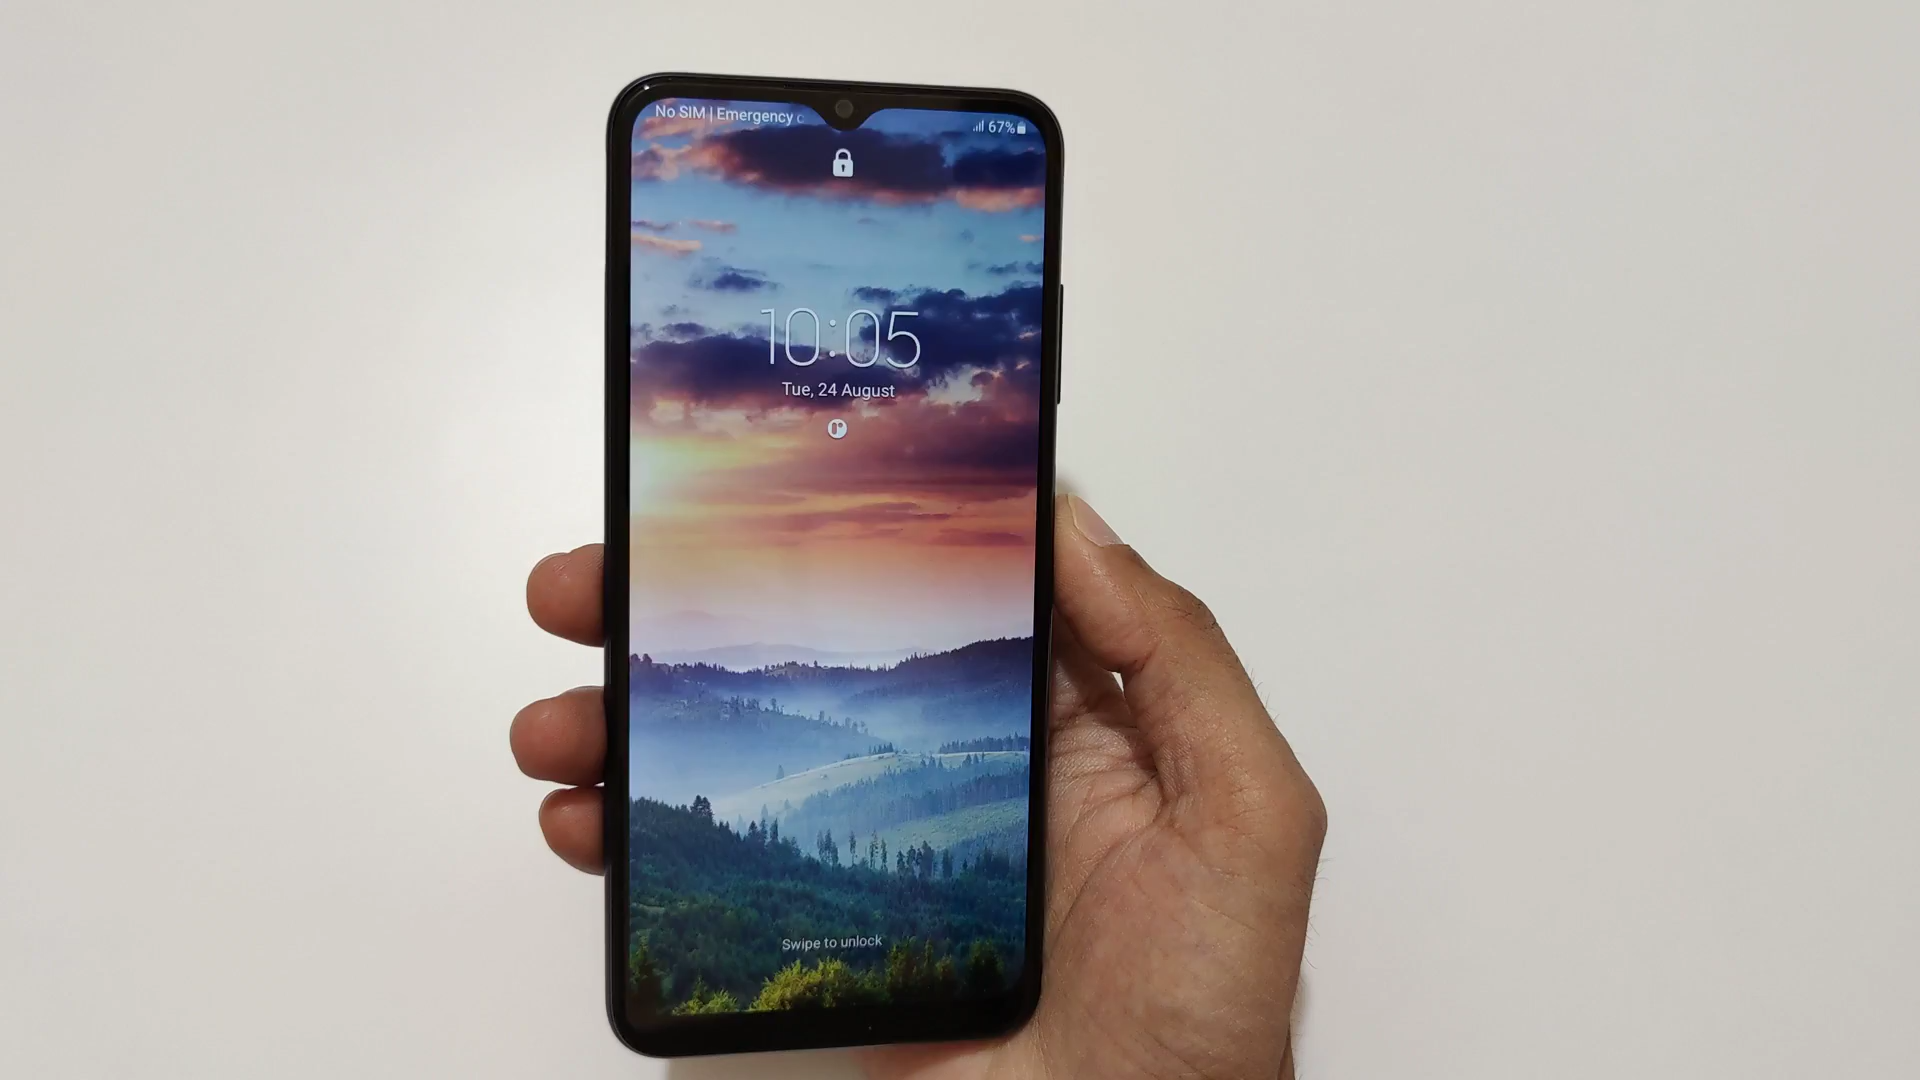 No SIM | Emergency c
67%
10:05
Tue, 24 August
Swipe to unlock